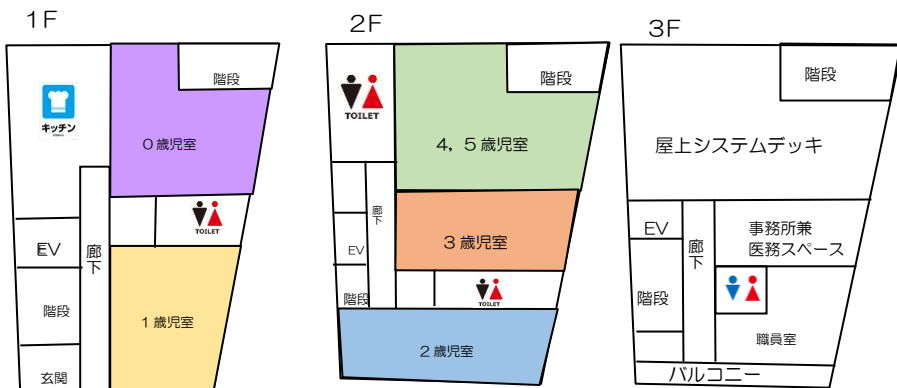 1F
階段
キッチン
０歳児室
TOILET
EV
廊下
階段
１歳児室
玄関
2F
TOILET
階段
4，５歳児室
廊下
３歳児室
EV
階段
TOILET
２歳児室
3F
階段
屋上システムデッキ
EV
事務所兼
医務スペース
廊下
階段
職員室
バルコニー